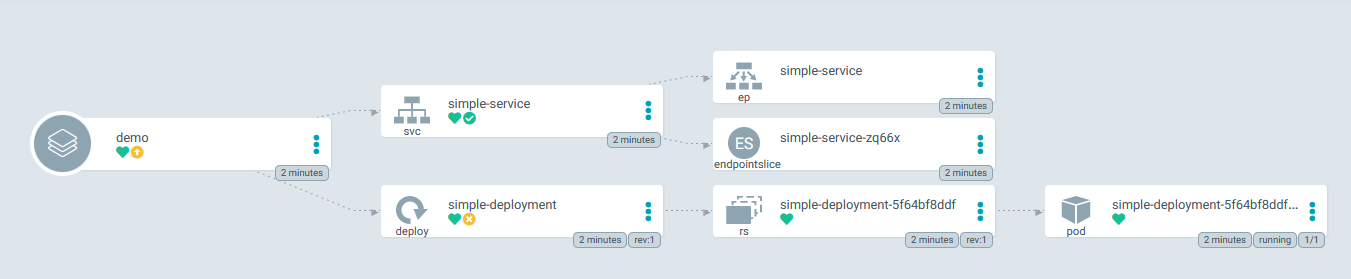 demo
2 minutes
simple-service
svc
2 minutes
simple-deployment
deploy
2 minutes rev:1
simple-service
ep
2 minutes
ES
simple-service-zq66x
endpointslice
2 minutes
simple-deployment-5f64bf8ddf
rs
2 minutes rev:1
simple-deployment-5f64bf8ddf...
pod
2 minutes running 1/1